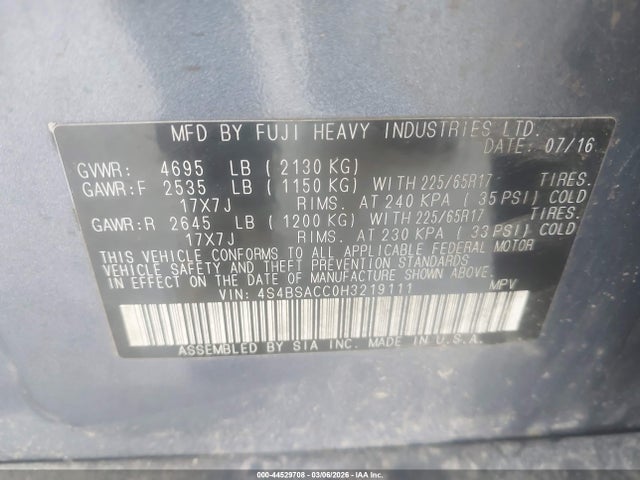 MFD BY FUJI HEAVY INDUSTRIES LTD.
DATE: 07/16
GVWR: 4695 LB (2130 KG)
GAWR:F 2535 LB (1150 KG) WITH 225/65R17 TIRES.
17X7J RIMS. AT 240 KPA (35 PSI) COLD
GAWR:R 2645 LB (1200 KG) WITH 225/65R17 TIRES.
17X7J RIMS. AT 230 KPA (33 PSI) COLD
THIS VEHICLE CONFORMS TO ALL APPLICABLE FEDERAL MOTOR
VEHICLE SAFETY AND THEFT PREVENTION STANDARDS
IN EFFECT ON THE DATE OF MANUFACTURE SHOWN ABOVE.
VIN: 4S4BSACC0H3219111 MPV
ASSEMBLED BY SIA INC. MADE IN U.S.A.
000-44529708 - 03/06/2026 - IAA Inc.